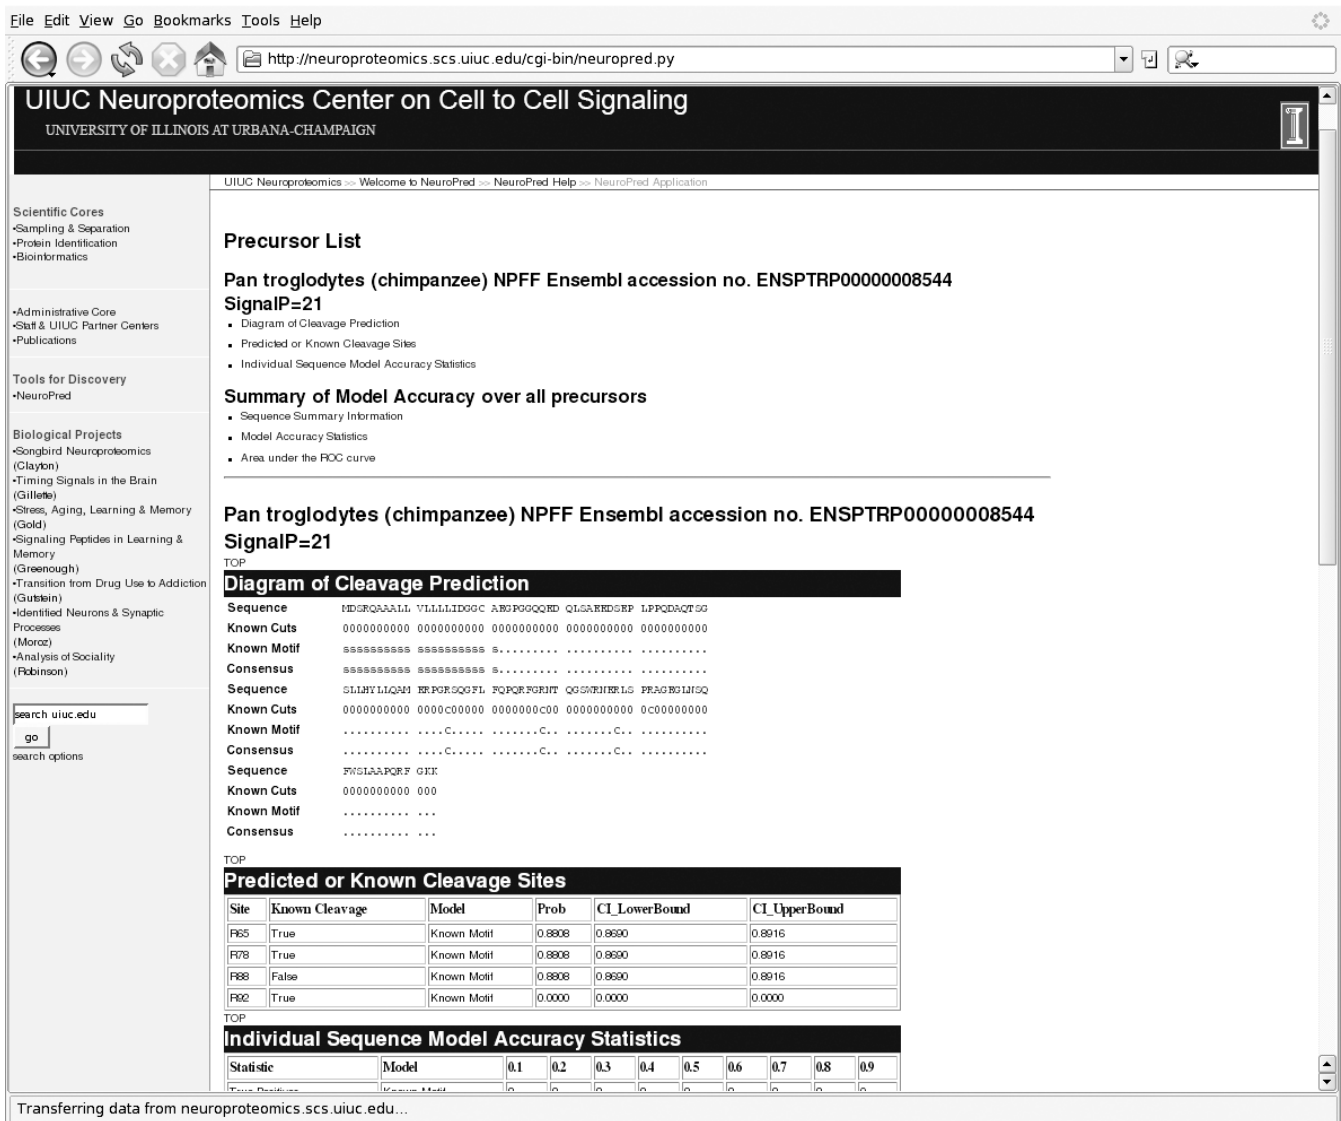 File Edit View Go Bookmarks Tools Help
http://neuroproteomics.scs.uiuc.edu/cgi-bin/neuropred.py
UIUC Neuroproteomics Center on Cell to Cell Signaling
UNIVERSITY OF ILLINOIS AT URBANA-CHAMPAIGN
UIUC Neuroproteomics >> Welcome to NeuroPred >> NeuroPred Help >> NeuroPred Application
Scientific Cores
•Sampling & Separation
•Protein Identification
•Bioinformatics
•Administrative Core
•Staff & UIUC Partner Centers
•Publications
Tools for Discovery
•NeuroPred
Biological Projects
•Songbird Neuroproteomics
(Clayton)
•Timing Signals in the Brain
(Gillette)
•Stress, Aging, Learning & Memory
(Gold)
•Signaling Peptides in Learning &
Memory
(Greenough)
•Transition from Drug Use to Addiction
(Gutstein)
•Identified Neurons & Synaptic
Processes
(Moroz)
•Analysis of Sociality
(Robinson)
search uiuc.edu
go
search options
Precursor List
Pan troglodytes (chimpanzee) NPFF Ensembl accession no. ENSPTRP00000008544
SignalP=21
Diagram of Cleavage Prediction
Predicted or Known Cleavage Sites
Individual Sequence Model Accuracy Statistics
Summary of Model Accuracy over all precursors
Sequence Summary Information
Model Accuracy Statistics
Area under the ROC curve
Pan troglodytes (chimpanzee) NPFF Ensembl accession no. ENSPTRP00000008544
SignalP=21
TOP
Diagram of Cleavage Prediction
Sequence MDSRQAAALL VLLLLIDGGC AEGPGGQQED QLSAEEDSEP LPPQDAQTSG
Known Cuts 0000000000 0000000000 0000000000 0000000000 0000000000
Known Motif ssssssssss ssssssssss s......... .......... ..........
Consensus ssssssssss ssssssssss s......... .......... ..........
Sequence SLLHYLLQAM ERPGRSQGFL FQPQRFGRNT QGSWRNERLS PRAGEGLNSQ
Known Cuts 0000000000 0000C00000 0000000C00 0000000000 0C00000000
Known Motif .......... ....C..... .......C.. .......C.. ..........
Consensus .......... ....C..... .......C.. .......C.. ..........
Sequence FWSLAAPQRF GKK
Known Cuts 0000000000 000
Known Motif .......... ...
Consensus .......... ...
TOP
Predicted or Known Cleavage Sites
Site Known Cleavage Model Prob CI_LowerBound CI_UpperBound
R65 True Known Motif 0.8808 0.8690 0.8916
R78 True Known Motif 0.8808 0.8690 0.8916
R88 False Known Motif 0.8808 0.8690 0.8916
R92 True Known Motif 0.0000 0.0000 0.0000
TOP
Individual Sequence Model Accuracy Statistics
Statistic Model 0.1 0.2 0.3 0.4 0.5 0.6 0.7 0.8 0.9
Transferring data from neuroproteomics.scs.uiuc.edu...